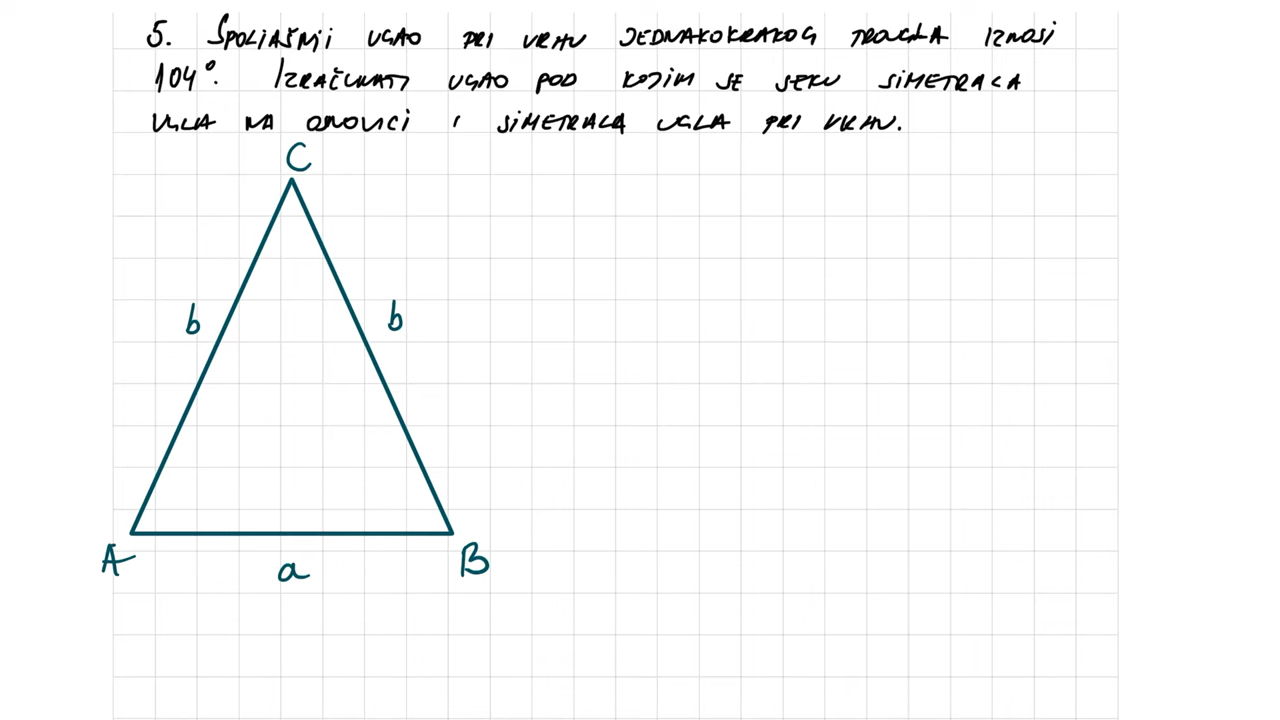 5. SPOLJAŠNJI UGAO PRI VRHU JEDNAKOKRAKOG TROUGLA IZNOSI
104°. IZRAČUNATI UGAO POD KOJIM SE SEKU SIMETRALA
UGLA NA OSNOVICI I SIMETRALA UGLA PRI VRHU.
C
b b
A a B